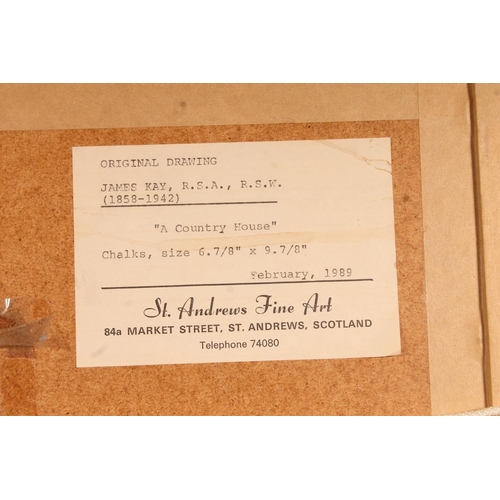 ORIGINAL DRAWING
JAMES KAY, R.S.A., R.S.W.
(1858-1942)
"A Country House"
Chalks, size 6.7/8" x 9.7/8"
February, 1989
St. Andrews Fine Art
84a MARKET STREET, ST. ANDREWS, SCOTLAND
Telephone 74080